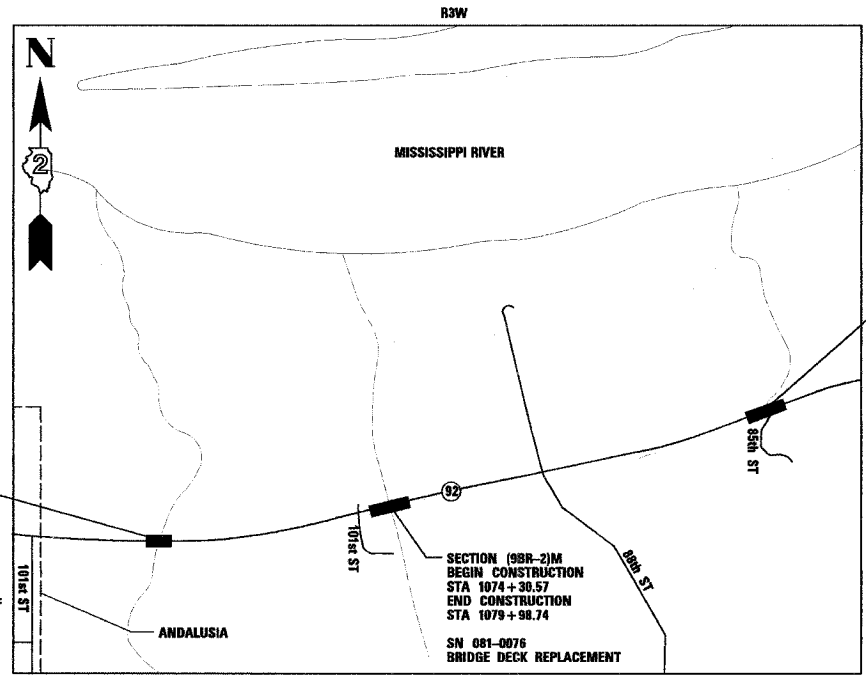 R3W
N
2
MISSISSIPPI RIVER
85th ST
92
101st ST
SECTION (9BR-2)M
BEGIN CONSTRUCTION
STA 1074+30.57
END CONSTRUCTION
STA 1079+98.74
SN 081-0076
BRIDGE DECK REPLACEMENT
88th ST
101st ST
ANDALUSIA